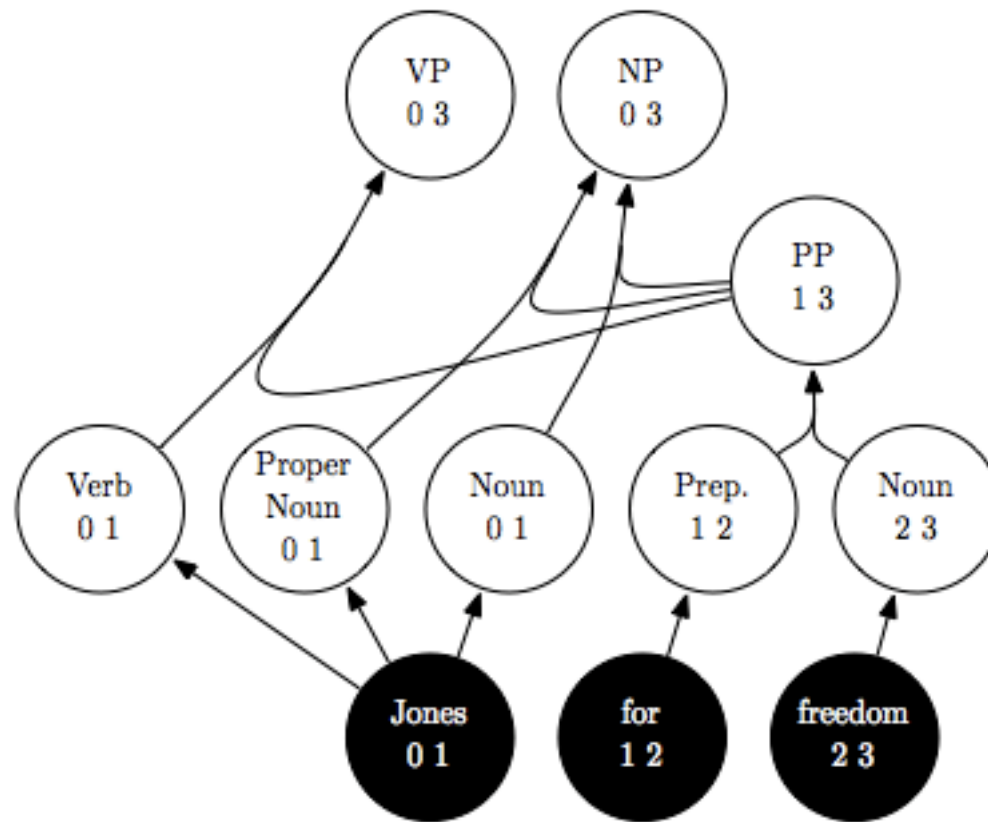 VP
0 3
NP
0 3
PP
1 3
Verb
0 1
Proper
Noun
0 1
Noun
0 1
Prep.
1 2
Noun
2 3
Jones
0 1
for
1 2
freedom
2 3